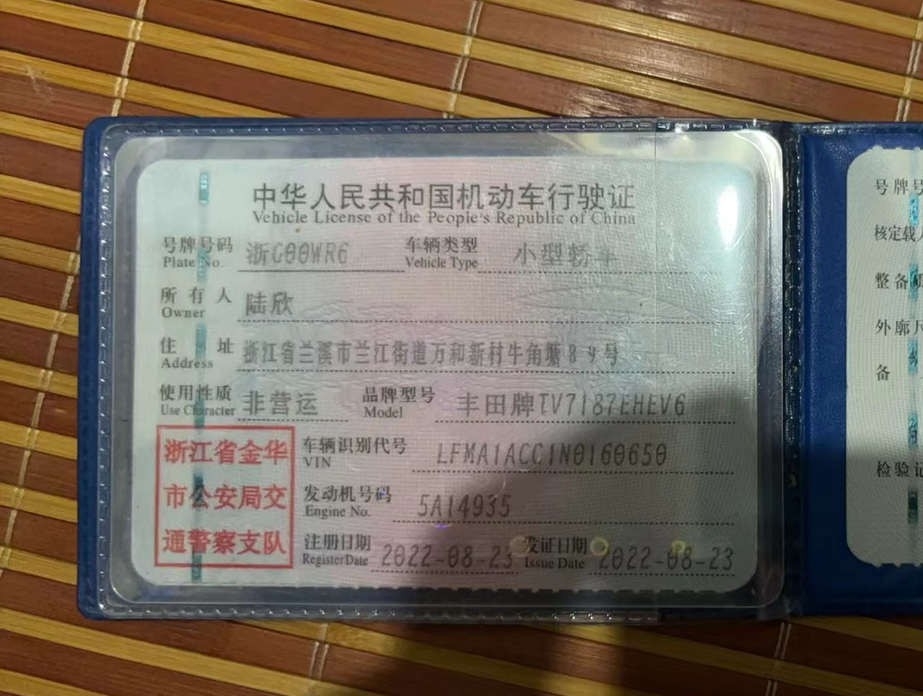 中华人民共和国机动车行驶证
Vehicle License of the People's Republic of China
号牌号码 浙G00WR6 车辆类型 小型轿车
Plate No. Vehicle Type
所有人 陆欣
Owner
住址 浙江省兰溪市兰江街道万和新村牛角塘89号
Address
使用性质 非营运 品牌型号 丰田牌TV7187EHEV6
Use Character Model
浙江省金华
市公安局交
通警察支队
车辆识别代号 LFMA1ACC1N0160650
VIN
发动机号码 5A14935
Engine No.
注册日期 2022-08-23 发证日期 2022-08-23
Register Date Issue Date
号牌号
核定载
整备
外廓
备
检验记